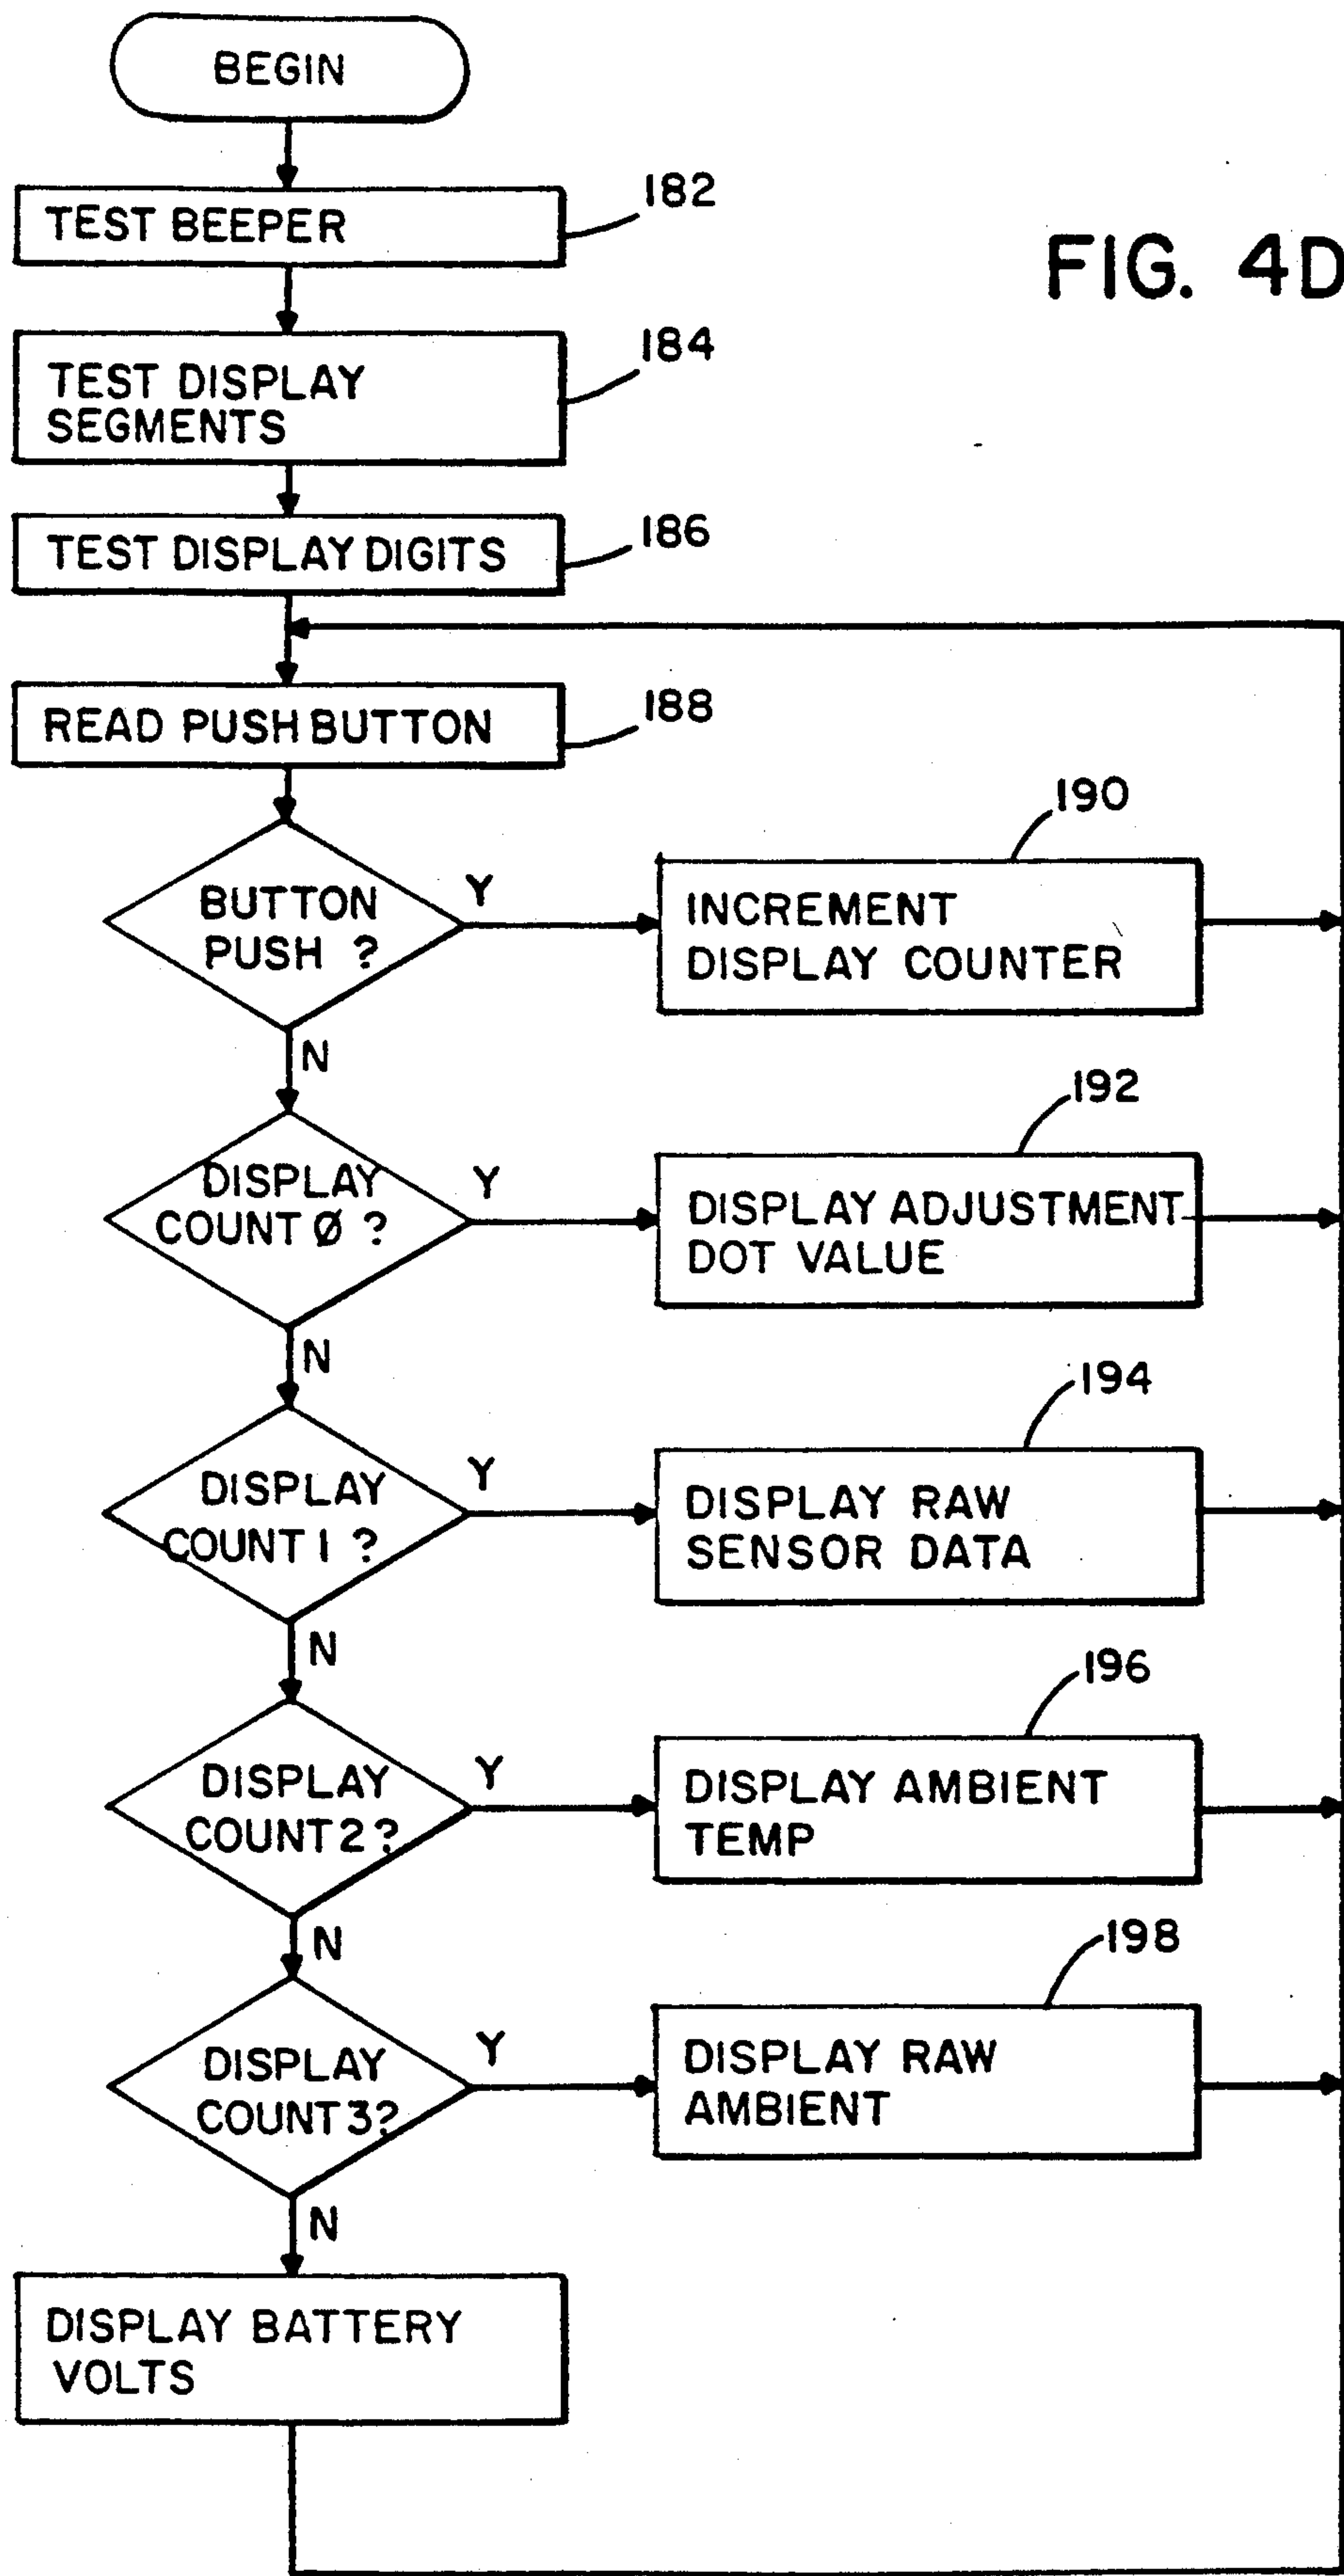 BEGIN
TEST BEEPER
182
FIG. 4D
TEST DISPLAY
SEGMENTS
184
TEST DISPLAY DIGITS
186
READ PUSH BUTTON
188
BUTTON
PUSH ?
Y
INCREMENT
DISPLAY COUNTER
190
N
DISPLAY
COUNT Ø ?
Y
DISPLAY ADJUSTMENT
DOT VALUE
192
N
DISPLAY
COUNT 1 ?
Y
DISPLAY RAW
SENSOR DATA
194
N
DISPLAY
COUNT 2?
Y
DISPLAY AMBIENT
TEMP
196
N
DISPLAY
COUNT 3?
Y
DISPLAY RAW
AMBIENT
198
N
DISPLAY BATTERY
VOLTS